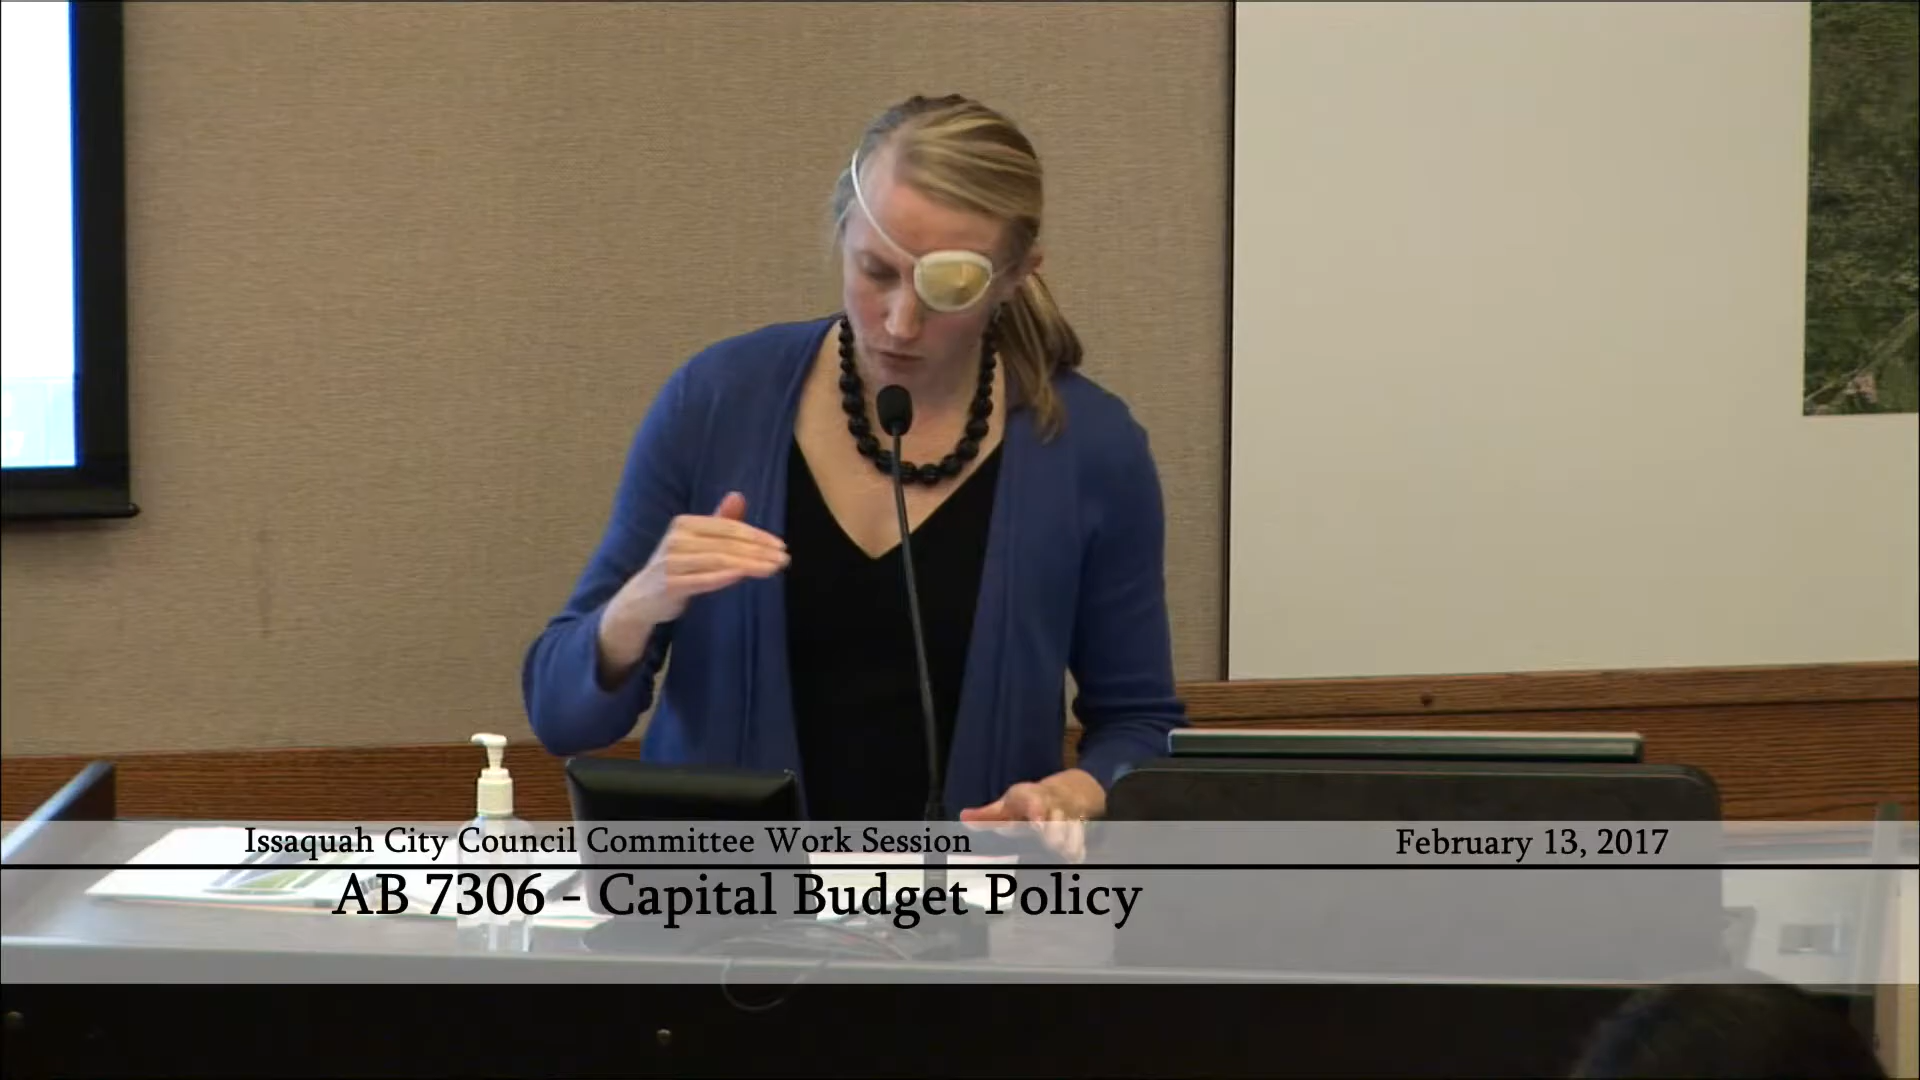 Issaquah City Council Committee Work Session
February 13, 2017
AB 7306 - Capital Budget Policy